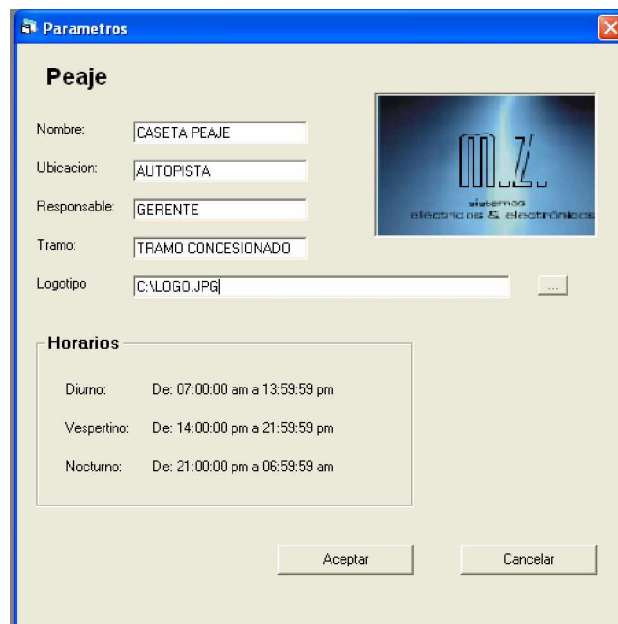 Parametros
Peaje
Nombre: CASETA PEAJE
Ubicacion: AUTOPISTA
Responsable: GERENTE
Tramo: TRAMO CONCESIONADO
Logotipo C:\LOGO.JPG ...
m.z.
sistemas
eléctricos & electrónicos
Horarios
Diurno: De: 07:00:00 am a 13:59:59 pm
Vespertino: De: 14:00:00 pm a 21:59:59 pm
Nocturno: De: 21:00:00 pm a 06:59:59 am
Aceptar Cancelar